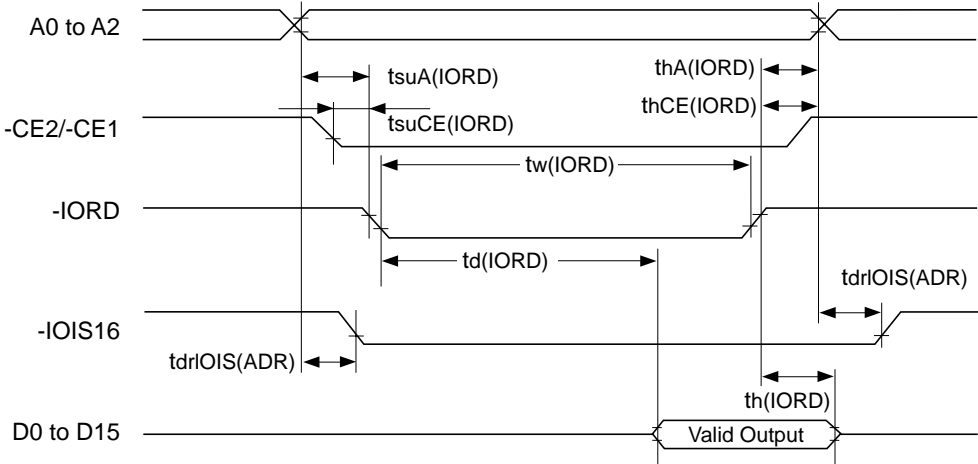 A0 to A2
tsuA(IORD)
thA(IORD)
thCE(IORD)
tsuCE(IORD)
-CE2/-CE1
tw(IORD)
-IORD
td(IORD)
tdrIOIS(ADR)
-IOIS16
tdrIOIS(ADR)
th(IORD)
D0 to D15
Valid Output